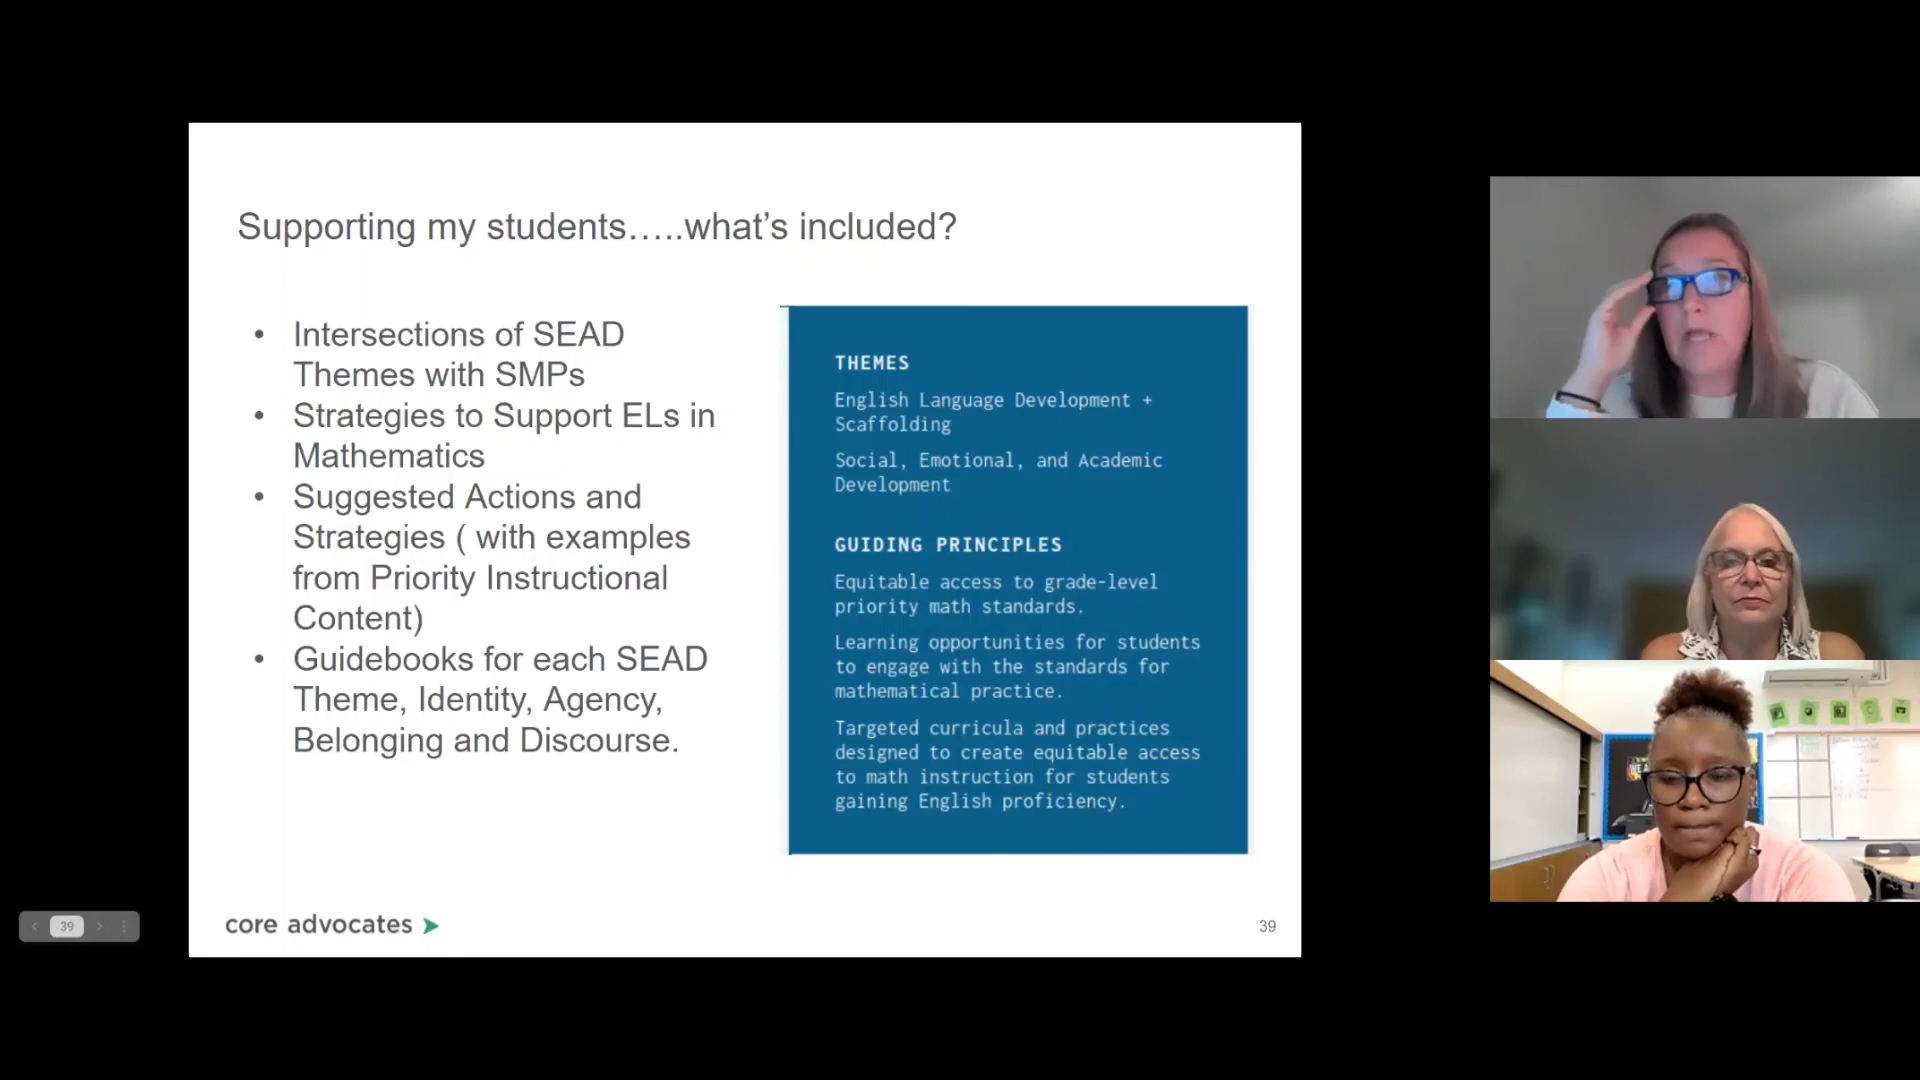 Supporting my students…..what's included?
• Intersections of SEAD
Themes with SMPs
• Strategies to Support ELs in
Mathematics
• Suggested Actions and
Strategies ( with examples
from Priority Instructional
Content)
• Guidebooks for each SEAD
Theme, Identity, Agency,
Belonging and Discourse.
THEMES
English Language Development +
Scaffolding
Social, Emotional, and Academic
Development
GUIDING PRINCIPLES
Equitable access to grade-level
priority math standards.
Learning opportunities for students
to engage with the standards for
mathematical practice.
Targeted curricula and practices
designed to create equitable access
to math instruction for students
gaining English proficiency.
core advocates
39
39